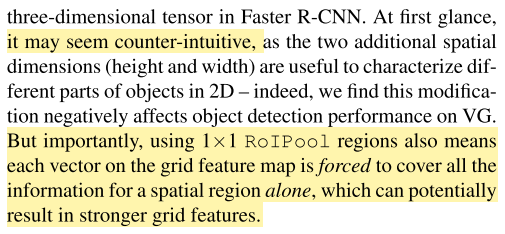 three-dimensional tensor in Faster R-CNN. At first glance,
it may seem counter-intuitive, as the two additional spatial
dimensions (height and width) are useful to characterize dif-
ferent parts of objects in 2D – indeed, we find this modifica-
tion negatively affects object detection performance on VG.
But importantly, using 1×1 RoIPool regions also means
each vector on the grid feature map is forced to cover all the
information for a spatial region alone, which can potentially
result in stronger grid features.